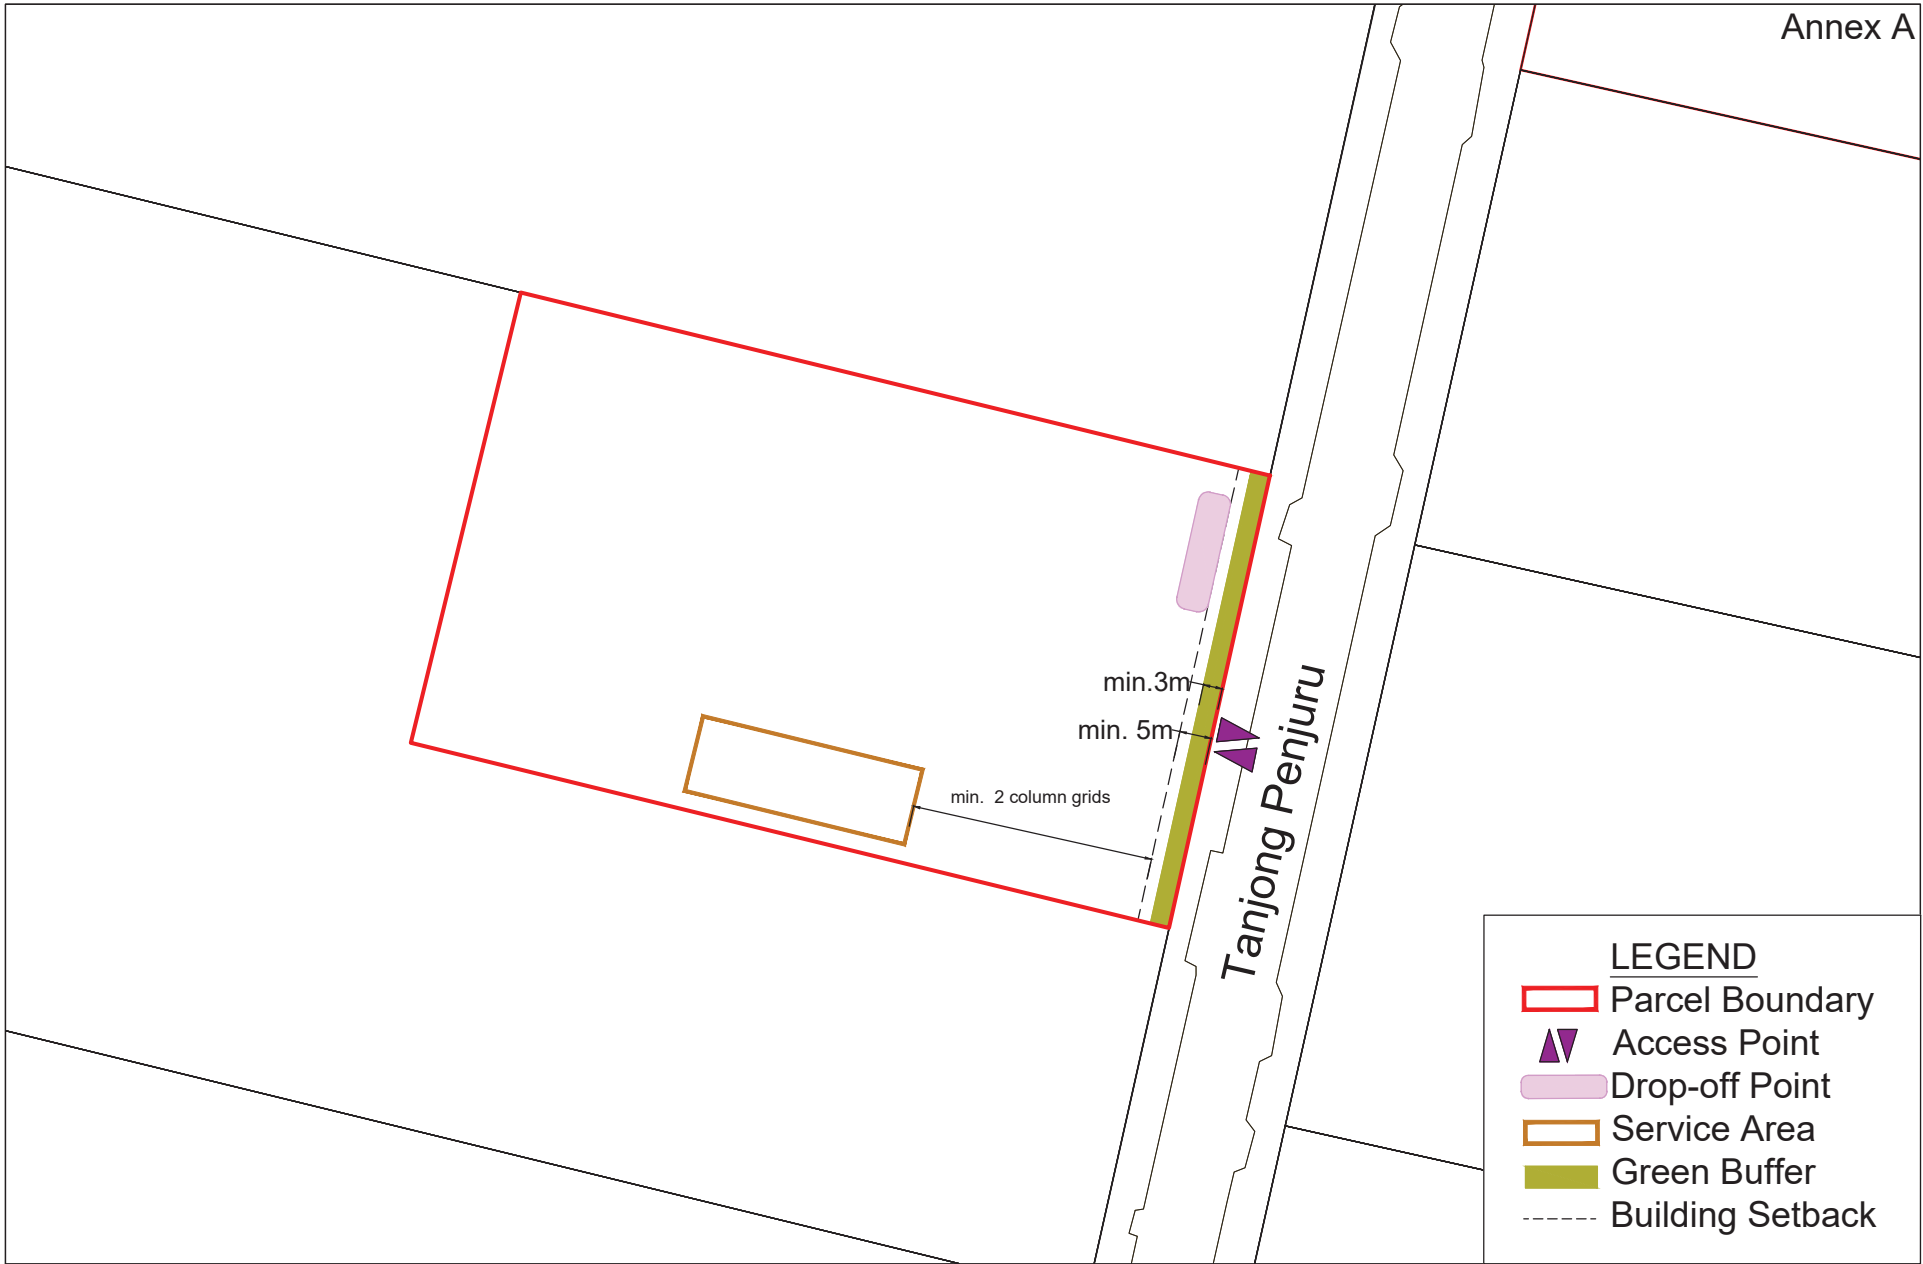 Annex A
min.3m
min. 5m
min. 2 column grids
Tanjong Penjuru
LEGEND
Parcel Boundary
Access Point
Drop-off Point
Service Area
Green Buffer
Building Setback